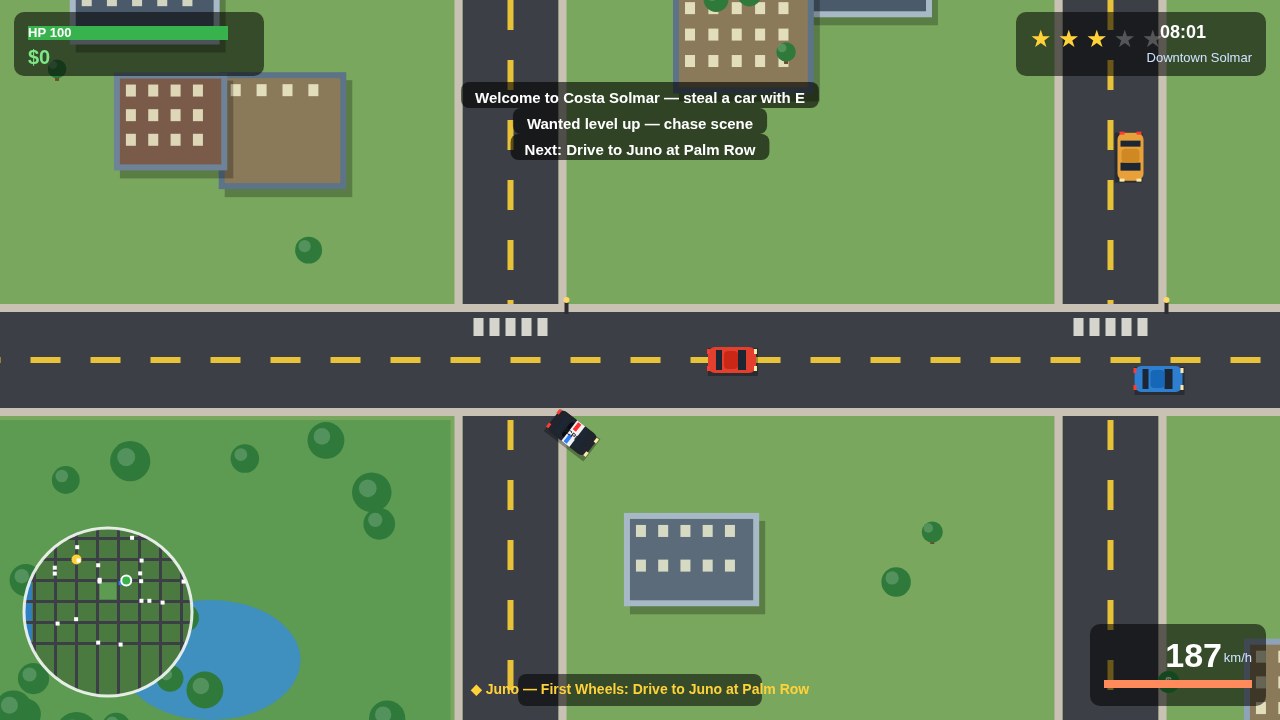 HP 100
$0
★★★★★ 08:01
Downtown Solmar
Welcome to Costa Solmar — steal a car with E
Wanted level up — chase scene
Next: Drive to Juno at Palm Row
187 km/h
◆ Juno — First Wheels: Drive to Juno at Palm Row